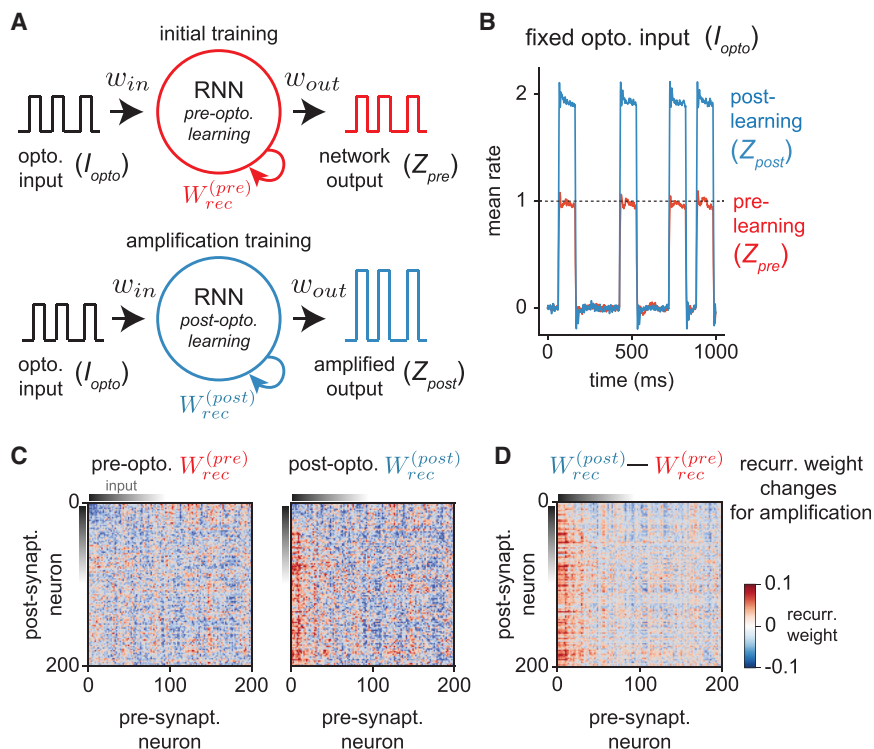 A
initial training
w_in
RNN
pre-opto.
learning
w_out
opto.
input
(I_opto)
W_rec^(pre)
network
output
(Z_pre)
amplification training
w_in
RNN
post-opto.
learning
w_out
opto.
input
(I_opto)
W_rec^(post)
amplified
output
(Z_post)
B
fixed opto. input (I_opto)
mean rate
2
1
0
0
500
1000
time (ms)
post-
learning
(Z_post)
pre-
learning
(Z_pre)
C
pre-opto. W_rec^(pre)
input
0
200
post-synapt.
neuron
0
100
200
pre-synapt.
neuron
post-opto. W_rec^(post)
0
100
200
pre-synapt.
neuron
D
W_rec^(post) — W_rec^(pre)
recurr. weight
changes
for amplification
0
200
post-synapt.
neuron
0
100
200
pre-synapt.
neuron
0.1
0
-0.1
recurr.
weight